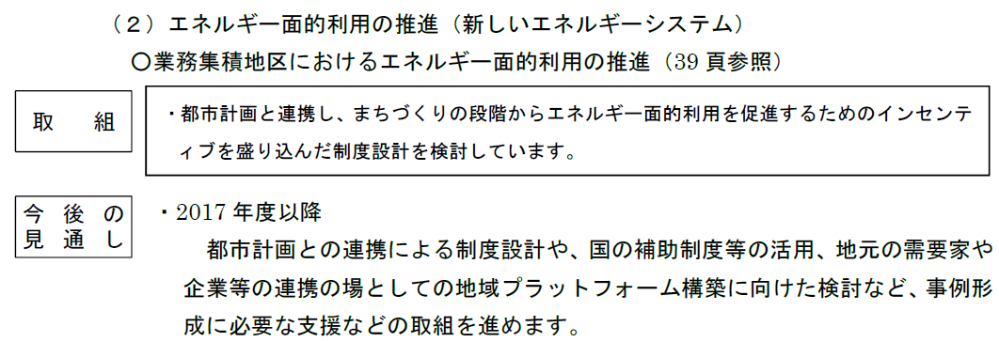 （２）エネルギー面的利用の推進（新しいエネルギーシステム）
〇業務集積地区におけるエネルギー面的利用の推進（39 頁参照）
取　組
・都市計画と連携し、まちづくりの段階からエネルギー面的利用を促進するためのインセンテ
ィブを盛り込んだ制度設計を検討しています。
今後の
見通し
・2017 年度以降
都市計画との連携による制度設計や、国の補助制度等の活用、地元の需要家や
企業等の連携の場としての地域プラットフォーム構築に向けた検討など、事例形
成に必要な支援などの取組を進めます。